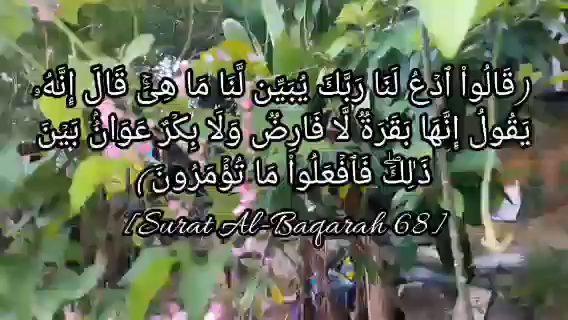 (قَالُوا۟ ٱدۡعُ لَنَا رَبَّكَ يُبَيِّن لَّنَا مَا هِىَۚ قَالَ إِنَّهُۥ
يَقُولُ إِنَّهَا بَقَرَةࣱ لَّا فَارِضࣱ وَلَا بِكۡرٌ عَوَانُۢ بَيۡنَ
ذَ ٰلِكَۖ فَٱفۡعَلُوا۟ مَا تُؤۡمَرُونَ)
[Surat Al-Baqarah 68]